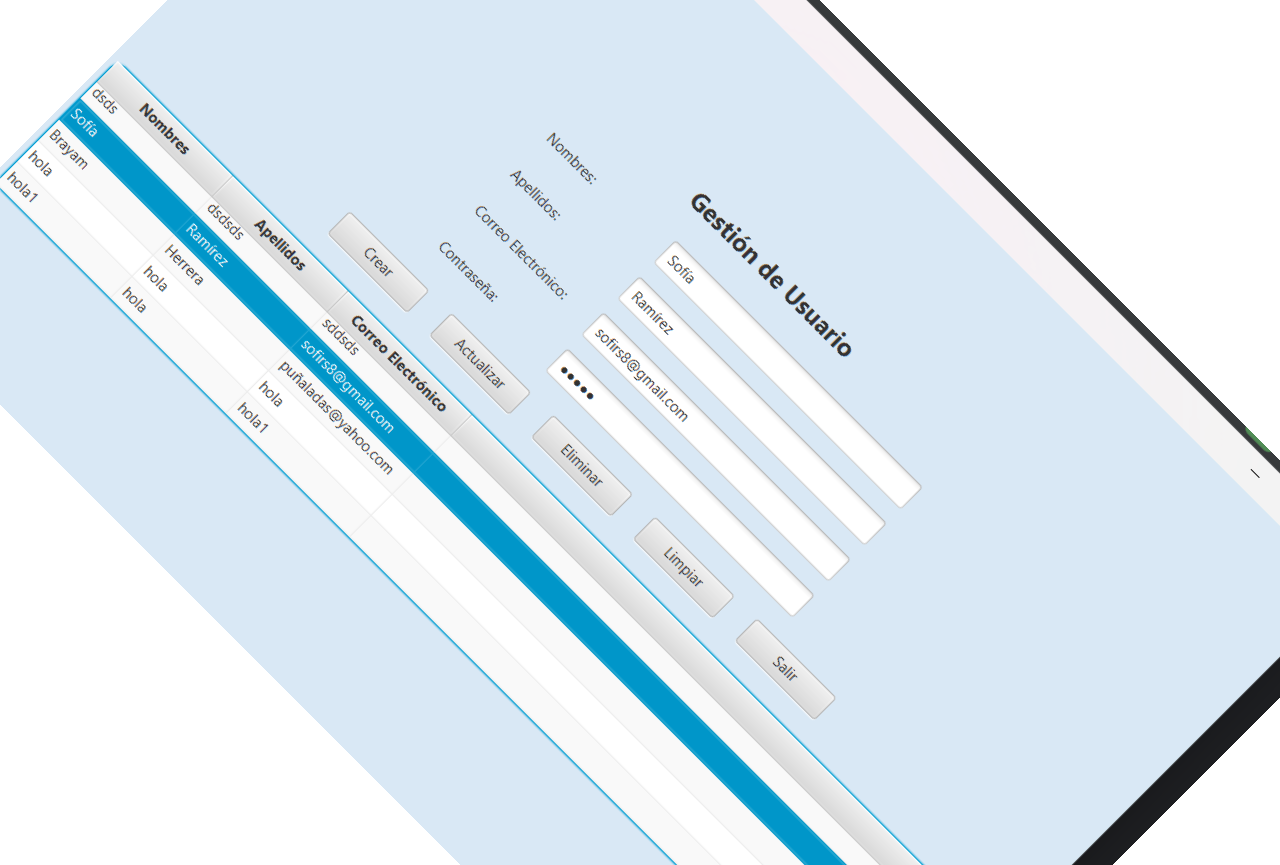 Gestión de Usuario
Nombres: Sofía
Apellidos: Ramírez
Correo Electrónico: sofirs8@gmail.com
Contraseña: •••••
Crear Actualizar Eliminar Limpiar Salir
Nombres Apellidos Correo Electrónico
dsds dsdsds sddsds
Sofía Ramírez sofirs8@gmail.com
Brayam Herrera puñaladas@yahoo.com
hola hola hola
hola1 hola hola1